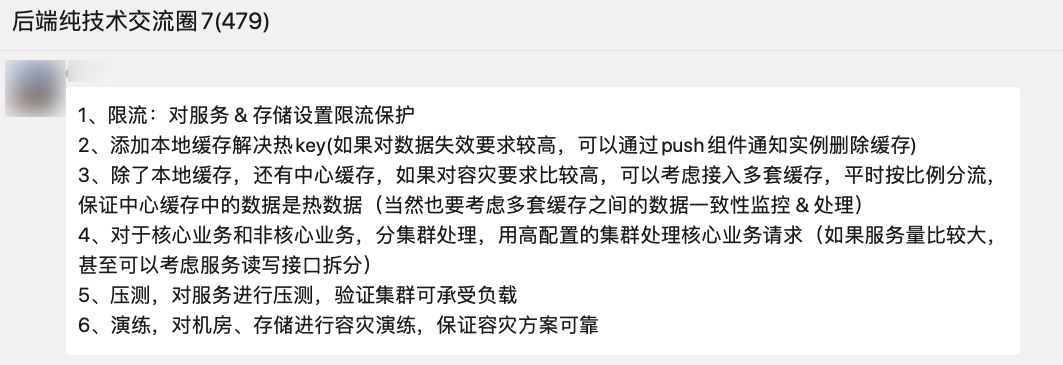 后端纯技术交流圈7(479)
1、限流：对服务 & 存储设置限流保护
2、添加本地缓存解决热key(如果对数据失效要求较高，可以通过push组件通知实例删除缓存)
3、除了本地缓存，还有中心缓存，如果对容灾要求比较高，可以考虑接入多套缓存，平时按比例分流，
保证中心缓存中的数据是热数据（当然也要考虑多套缓存之间的数据一致性监控 & 处理）
4、对于核心业务和非核心业务，分集群处理，用高配置的集群处理核心业务请求（如果服务量比较大，
甚至可以考虑服务读写接口拆分）
5、压测，对服务进行压测，验证集群可承受负载
6、演练，对机房、存储进行容灾演练，保证容灾方案可靠